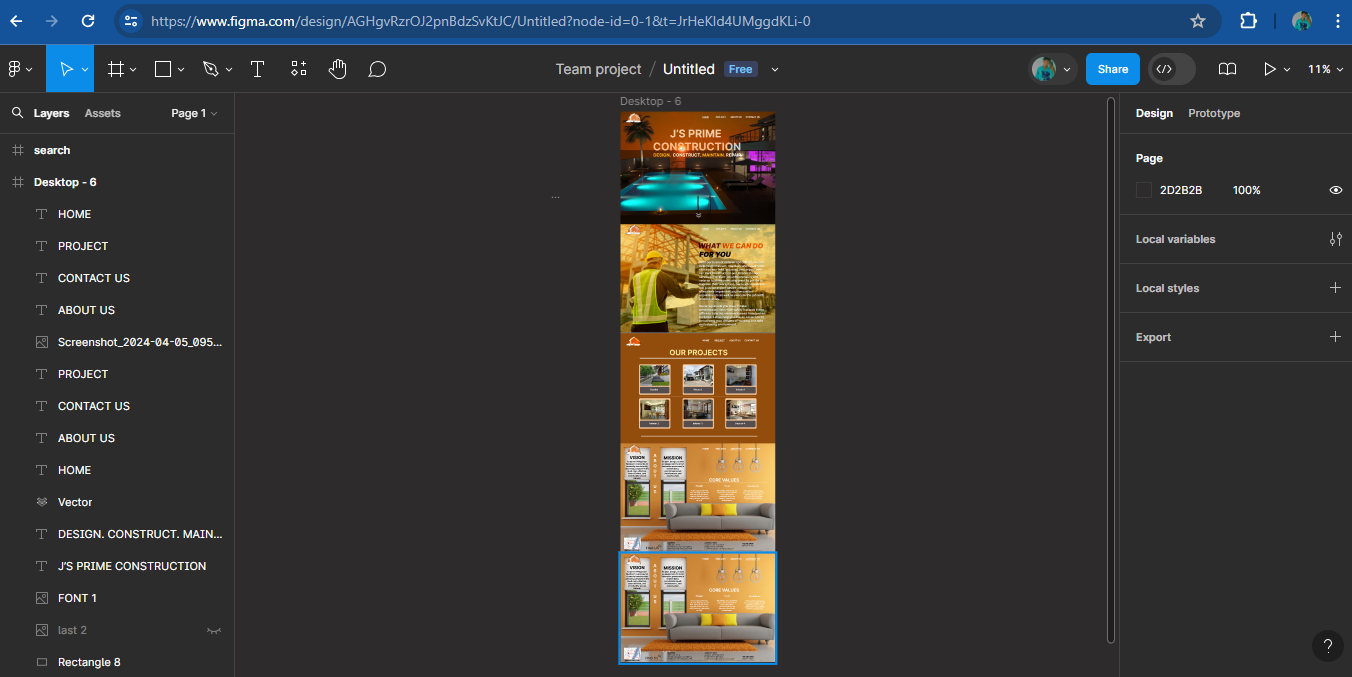 https://www.figma.com/design/AGHgvRzrOJ2pnBdzSvKtJC/Untitled?node-id=0-1&t=JrHeKld4UMggdKLi-0
Team project / Untitled Free
Share
11%
Layers Assets Page 1
search
Desktop - 6
HOME
PROJECT
CONTACT US
ABOUT US
Screenshot_2024-04-05_095...
PROJECT
CONTACT US
ABOUT US
HOME
Vector
DESIGN. CONSTRUCT. MAIN...
J'S PRIME CONSTRUCTION
FONT 1
last 2
Rectangle 8
Desktop - 6
J'S PRIME
CONSTRUCTION
DESIGN. CONSTRUCT. MAINTAIN. REPAIR.
WHAT WE CAN DO
FOR YOU
OUR PROJECTS
VISION
MISSION
ABOUT US
CORE VALUES
VISION
MISSION
ABOUT US
CORE VALUES
Design Prototype
Page
2D2B2B 100%
Local variables
Local styles
Export
?